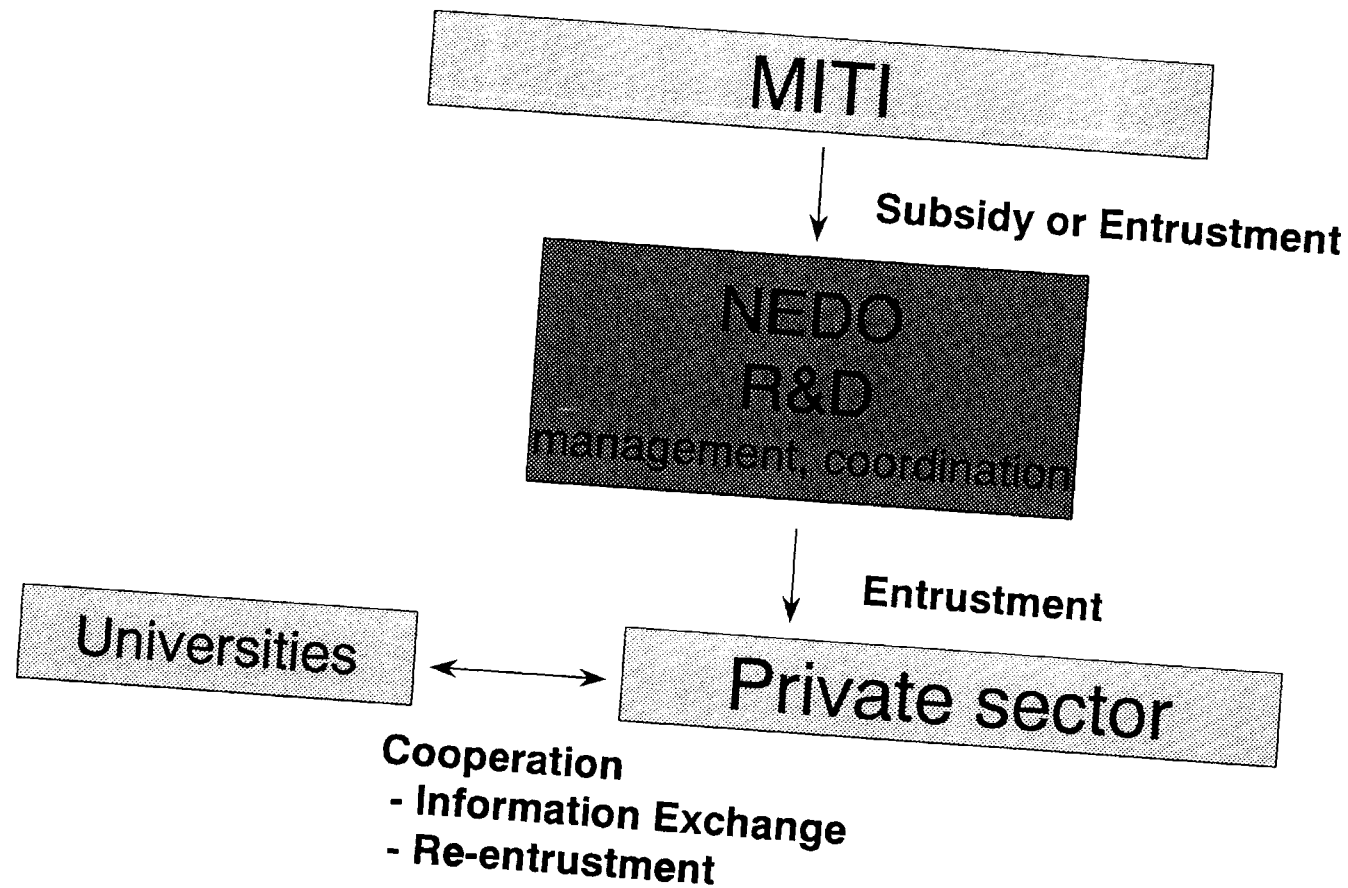 MITI
Subsidy or Entrustment
NEDO
R&D
management, coordination
Entrustment
Universities
Private sector
Cooperation
- Information Exchange
- Re-entrustment